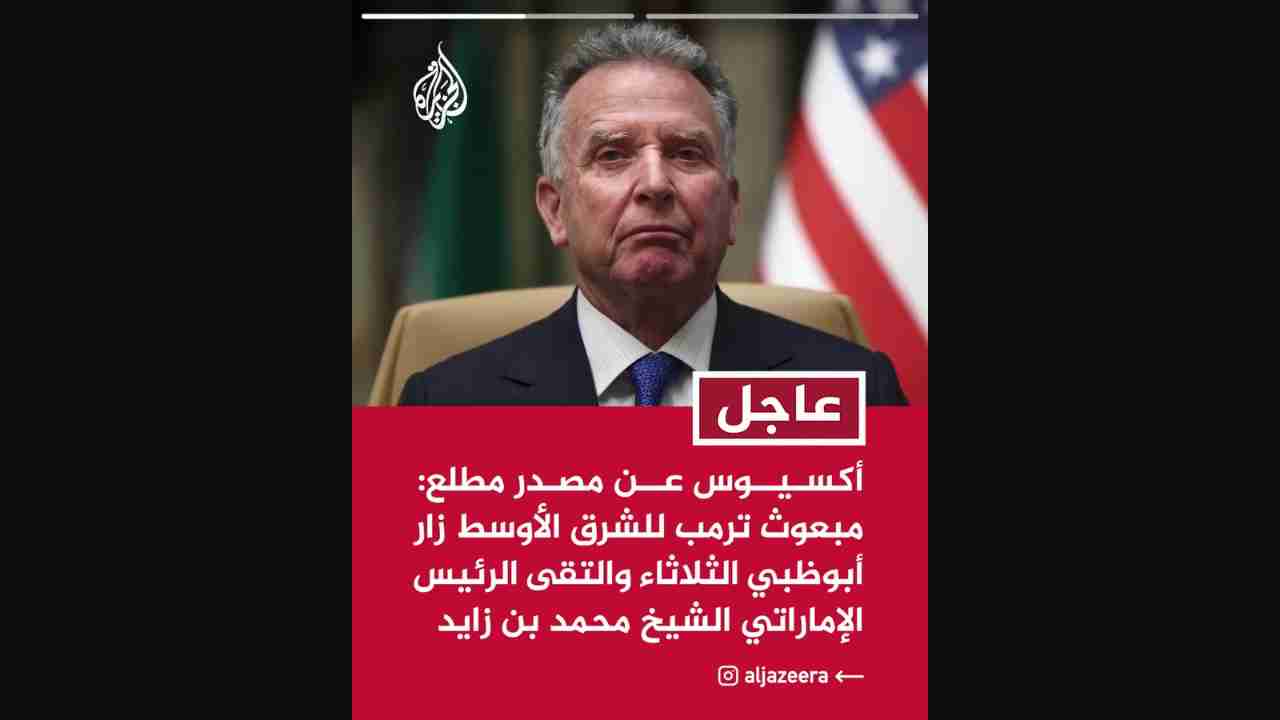 الجزيرة
عاجل
أكسيوس عن مصدر مطلع:
مبعوث ترمب للشرق الأوسط زار
أبوظبي الثلاثاء والتقى الرئيس
الإماراتي الشيخ محمد بن زايد
aljazeera